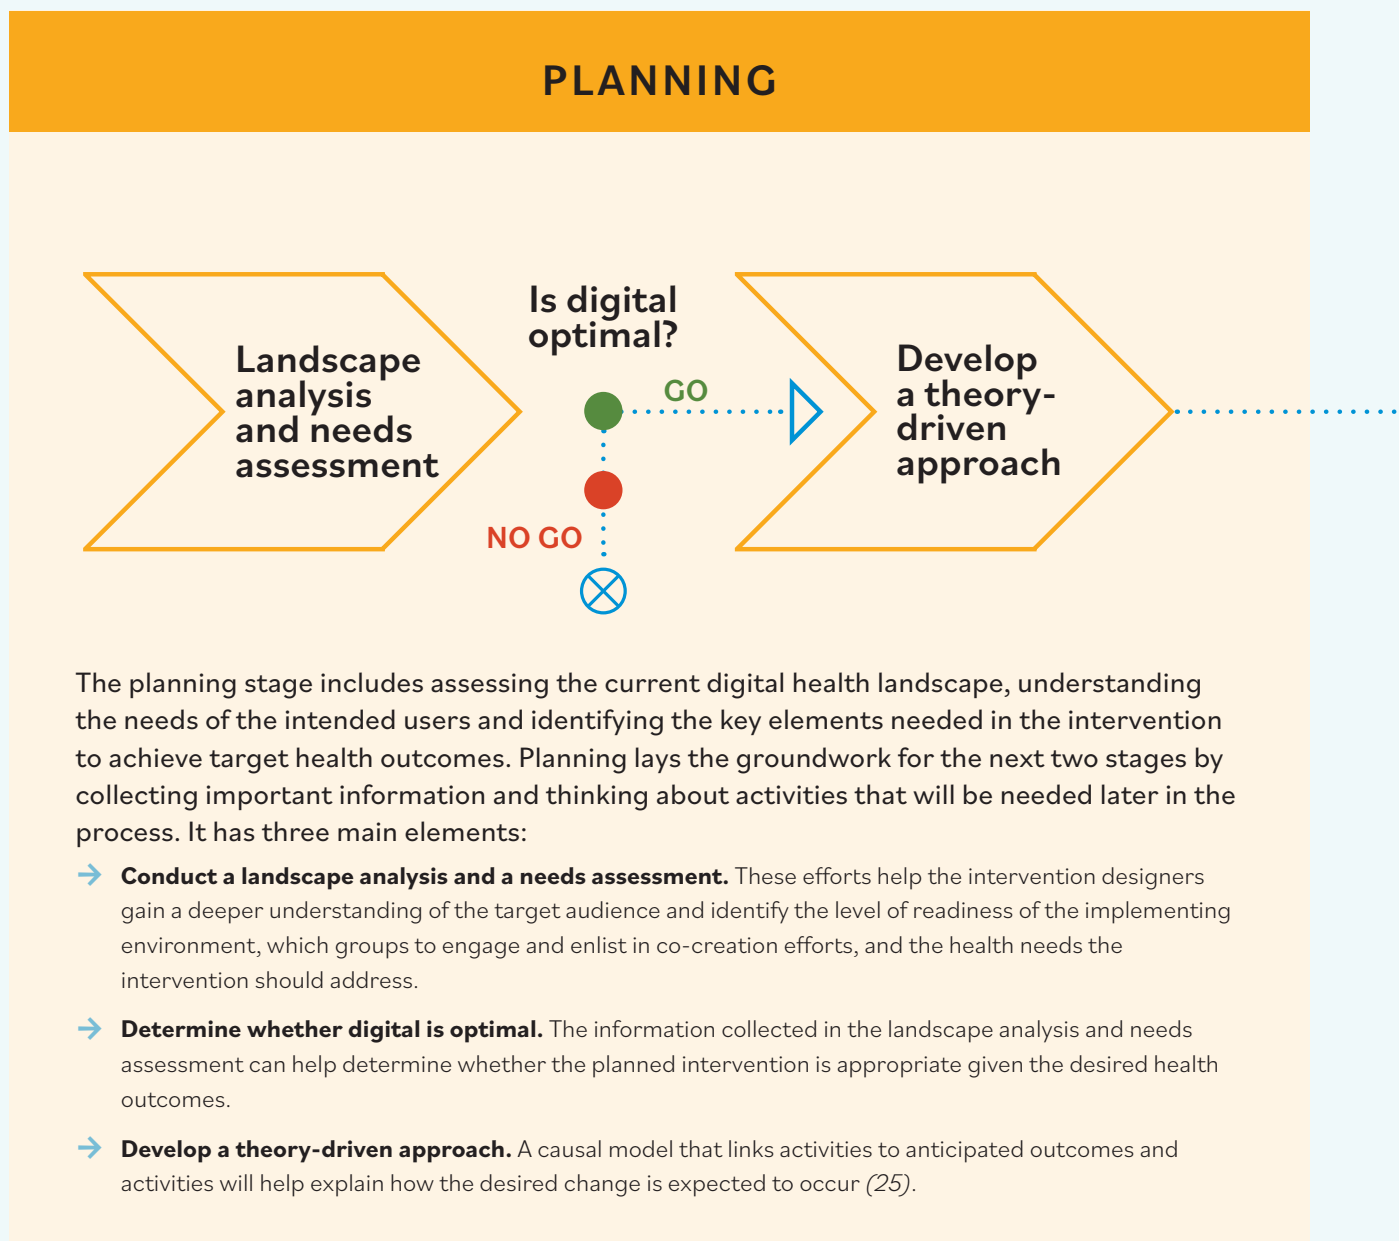 PLANNING
Landscape
analysis
and needs
assessment
Is digital
optimal?
GO
NO GO
Develop
a theory-
driven
approach
The planning stage includes assessing the current digital health landscape, understanding
the needs of the intended users and identifying the key elements needed in the intervention
to achieve target health outcomes. Planning lays the groundwork for the next two stages by
collecting important information and thinking about activities that will be needed later in the
process. It has three main elements:
→ Conduct a landscape analysis and a needs assessment. These efforts help the intervention designers
gain a deeper understanding of the target audience and identify the level of readiness of the implementing
environment, which groups to engage and enlist in co-creation efforts, and the health needs the
intervention should address.
→ Determine whether digital is optimal. The information collected in the landscape analysis and needs
assessment can help determine whether the planned intervention is appropriate given the desired health
outcomes.
→ Develop a theory-driven approach. A causal model that links activities to anticipated outcomes and
activities will help explain how the desired change is expected to occur (25).